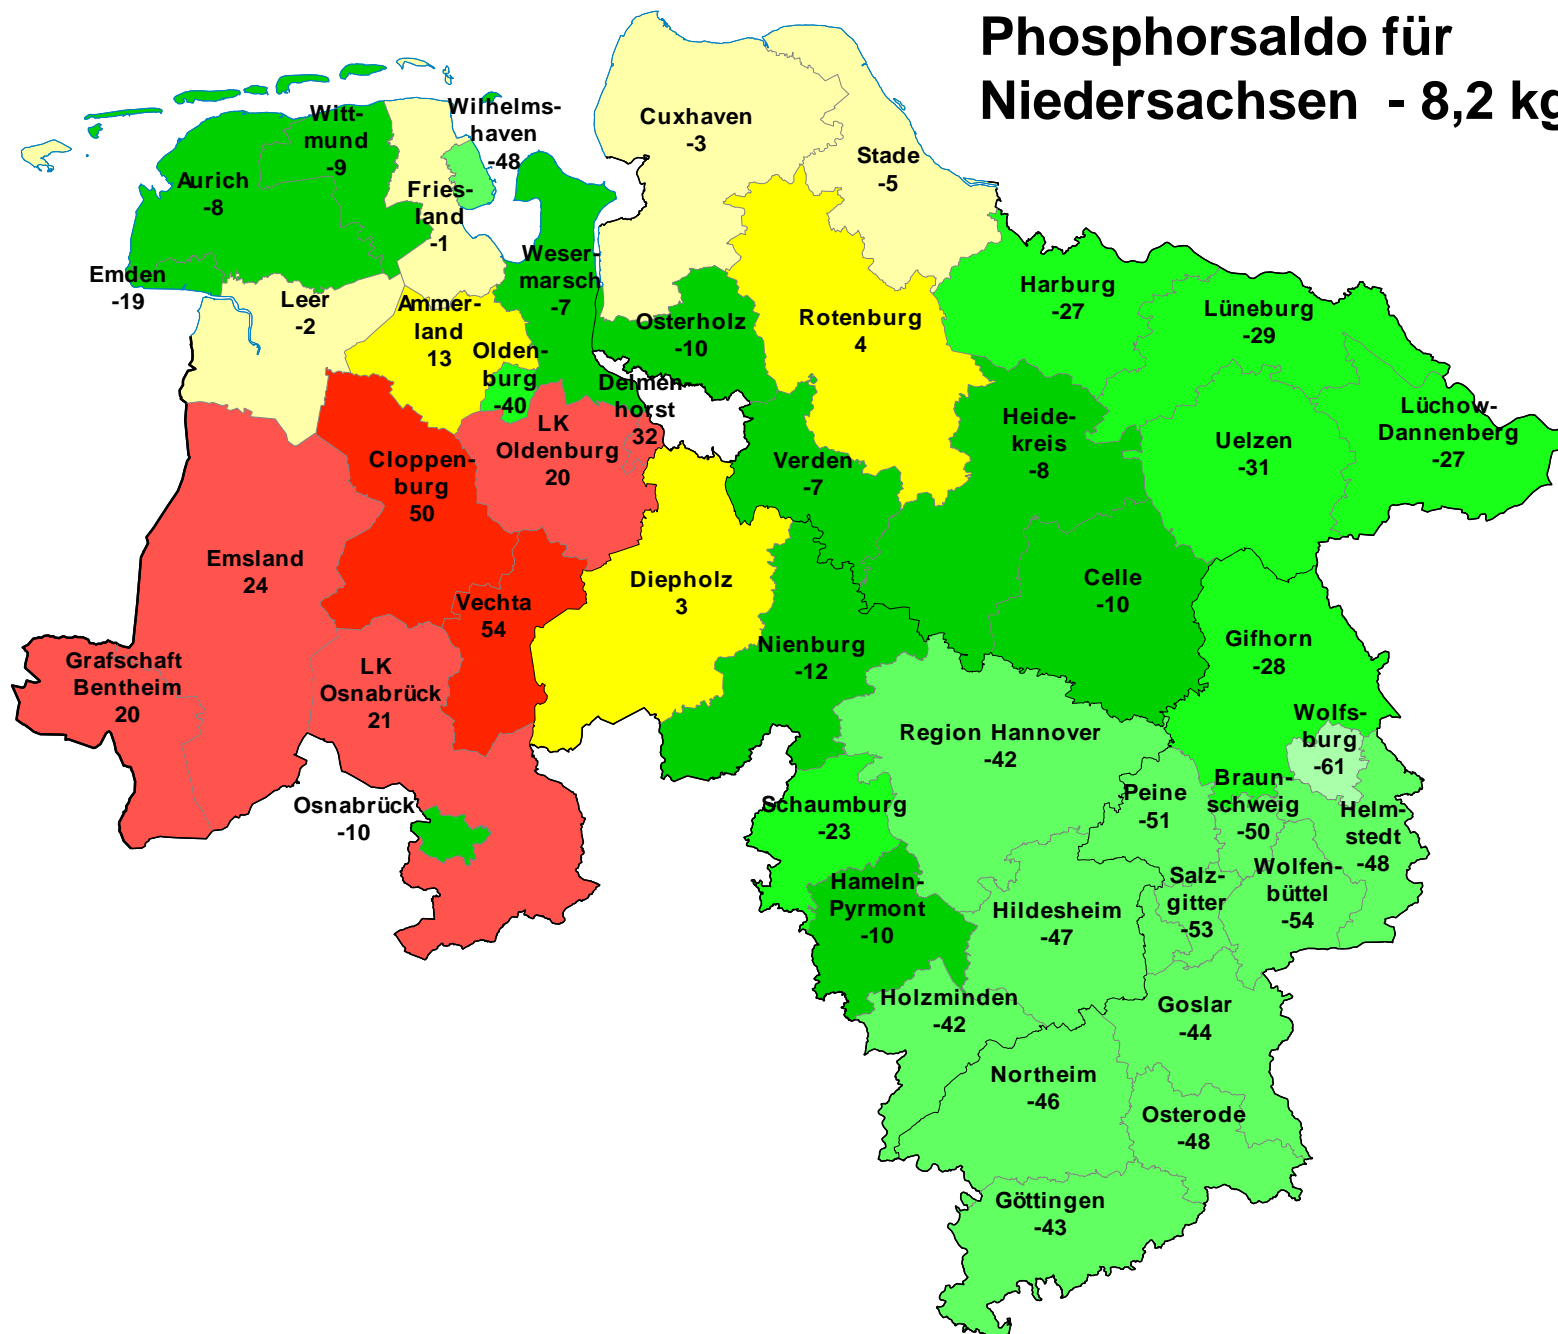 Phosphorsaldo für
Niedersachsen - 8,2 kg
Witt-
mund
-9
Wilhelms-
haven
-48
Cuxhaven
-3
Stade
-5
Aurich
-8
Fries-
land
-1
Weser-
marsch
-7
Emden
-19
Leer
-2
Ammer-
land
13
Osterholz
-10
Rotenburg
4
Harburg
-27
Lüneburg
-29
Olden-
burg
-40
Delmen-
horst
32
LK
Oldenburg
20
Heide-
kreis
-8
Lüchow-
Dannenberg
-27
Uelzen
-31
Cloppen-
burg
50
Verden
-7
Emsland
24
Diepholz
3
Celle
-10
Vechta
54
Nienburg
-12
Gifhorn
-28
Grafschaft
Bentheim
20
LK
Osnabrück
21
Region Hannover
-42
Wolfs-
burg
-61
Osnabrück
-10
Schaumburg
-23
Peine
-51
Braun-
schweig
-50
Helm-
stedt
-48
Hameln-
Pyrmont
-10
Hildesheim
-47
Salz-
gitter
-53
Wolfen-
büttel
-54
Holzminden
-42
Goslar
-44
Northeim
-46
Osterode
-48
Göttingen
-43